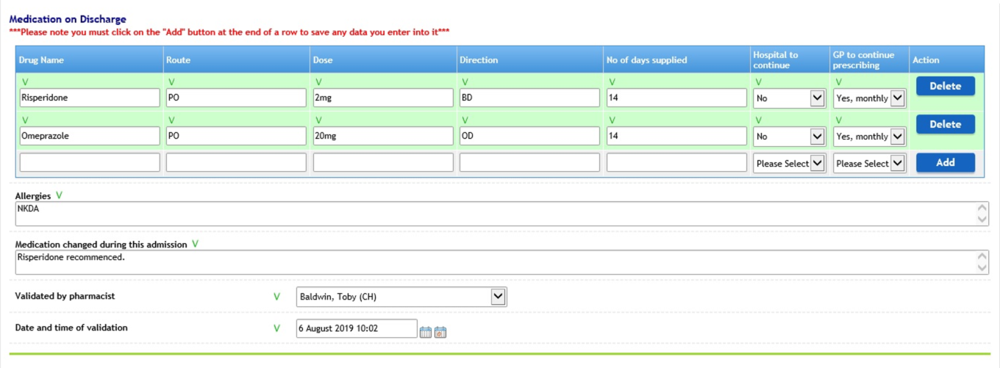 Medication on Discharge
***Please note you must click on the "Add" button at the end of a row to save any data you enter into it***
Drug Name Route Dose Direction No of days supplied Hospital to continue GP to continue prescribing Action
V V V V V V V
Risperidone PO 2mg BD 14 No Yes, monthly Delete
V V V V V V V
Omeprazole PO 20mg OD 14 No Yes, monthly Delete
Please Select Please Select Add
Allergies V
NKDA
Medication changed during this admission V
Risperidone recommenced.
Validated by pharmacist V Baldwin, Toby (CH)
Date and time of validation V 6 August 2019 10:02